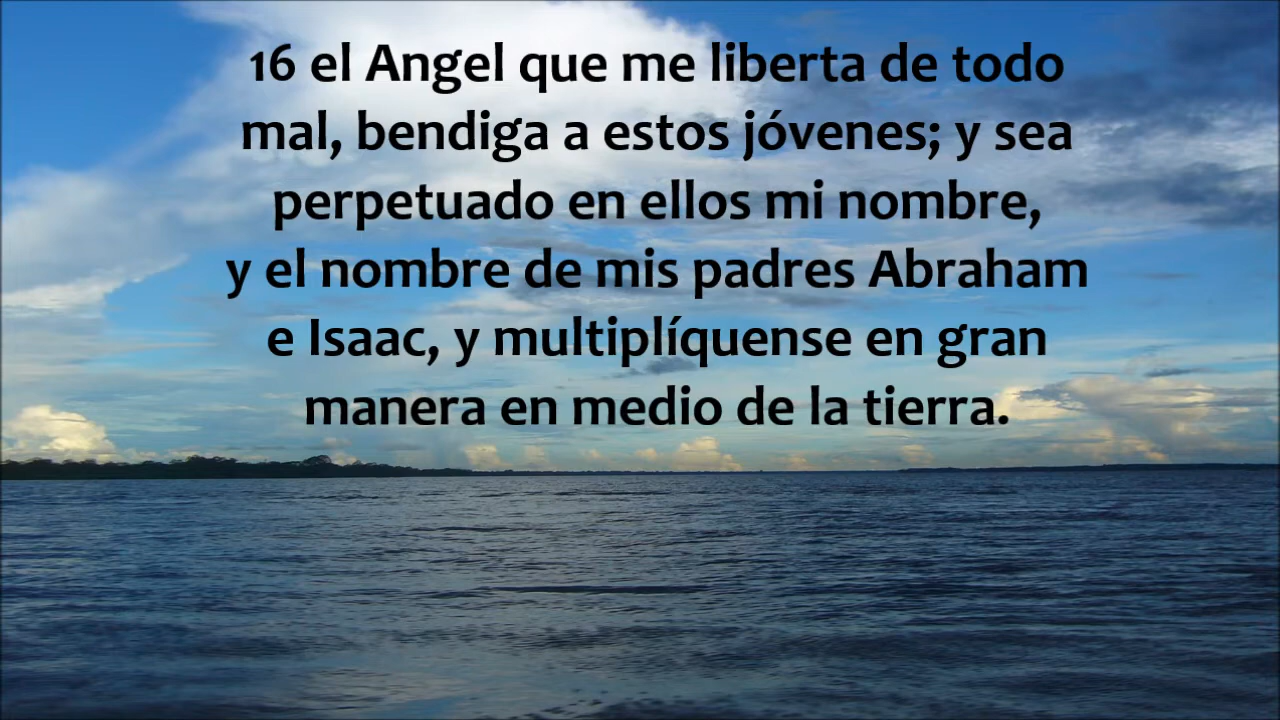 16 el Angel que me liberta de todo
mal, bendiga a estos jóvenes; y sea
perpetuado en ellos mi nombre,
y el nombre de mis padres Abraham
e Isaac, y multiplíquense en gran
manera en medio de la tierra.